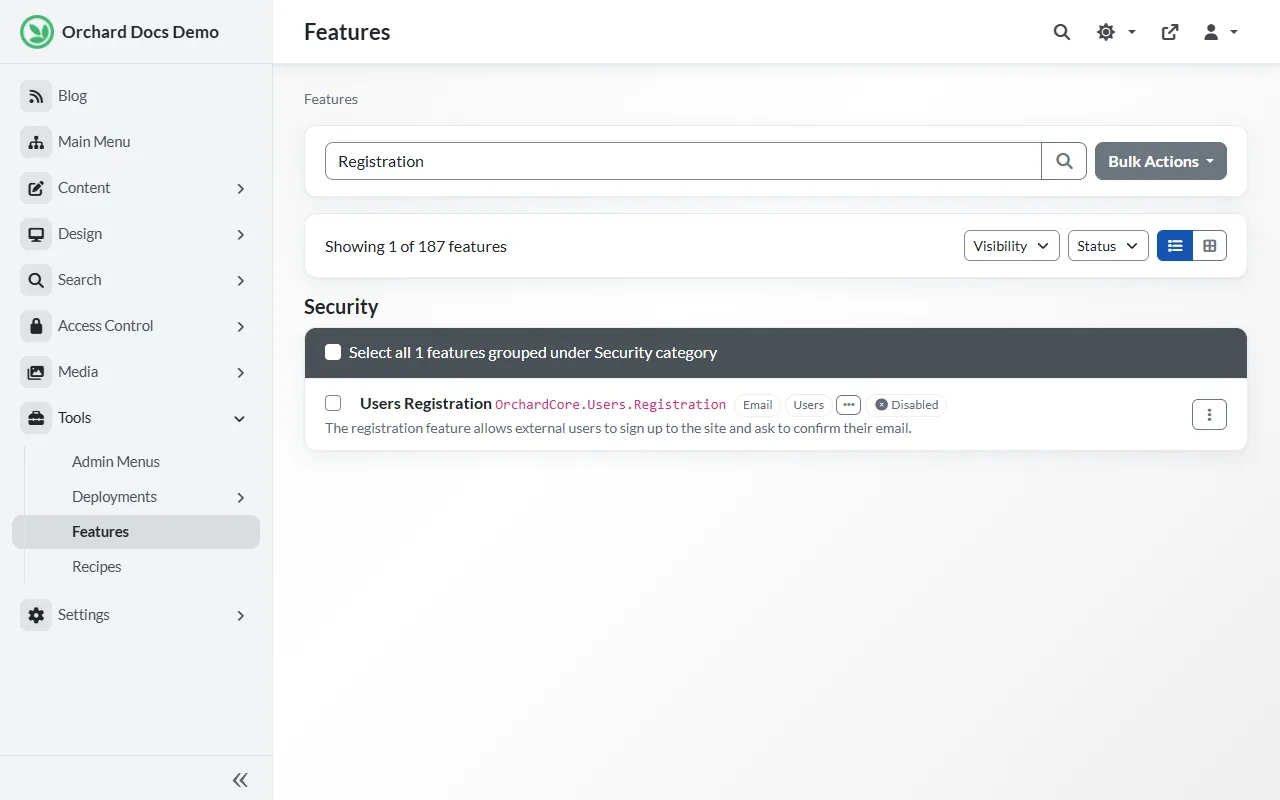 Orchard Docs Demo
Features
Blog
Main Menu
Content
Design
Search
Access Control
Media
Tools
Admin Menus
Deployments
Features
Recipes
Settings
Features
Registration
Bulk Actions
Showing 1 of 187 features
Visibility
Status
Security
Select all 1 features grouped under Security category
Users Registration OrchardCore.Users.Registration Email Users Disabled
The registration feature allows external users to sign up to the site and ask to confirm their email.